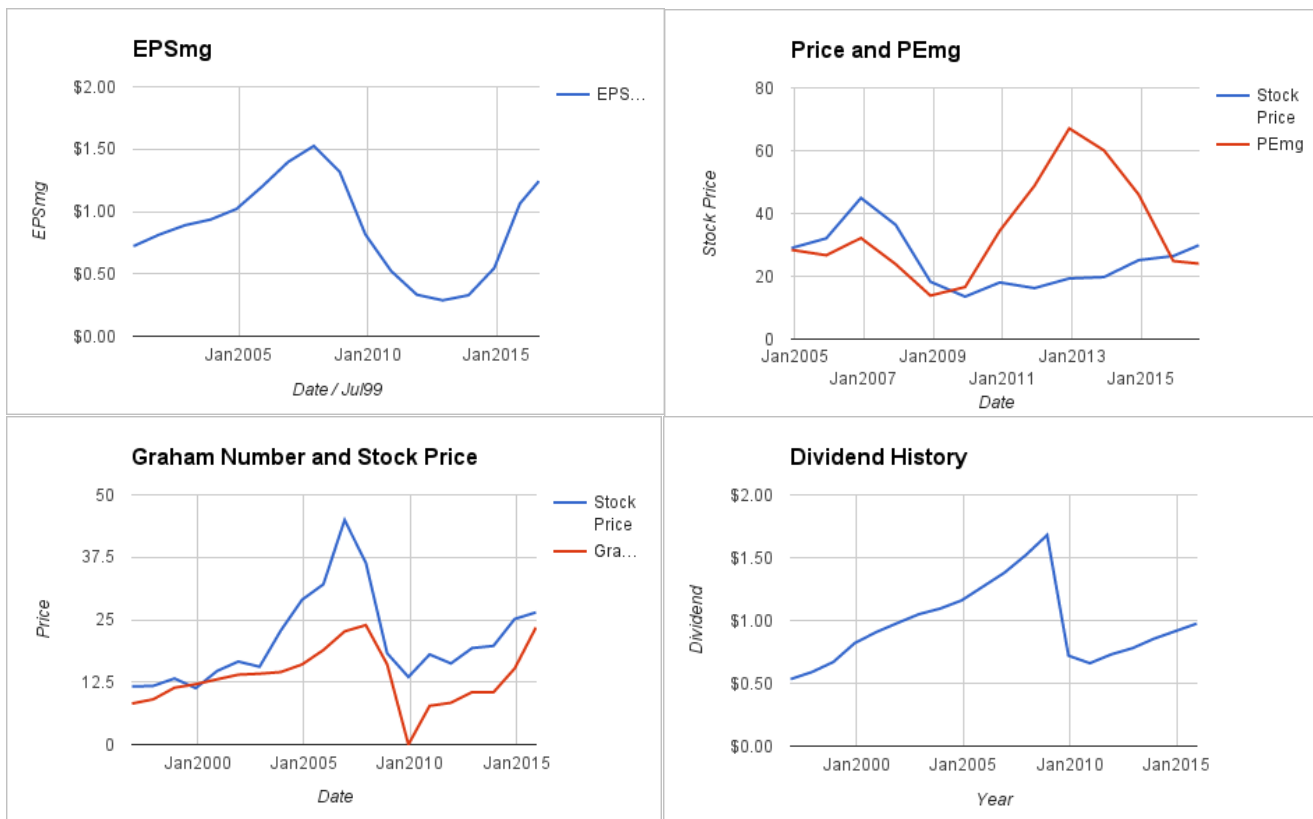 EPSmg
$2.00
$1.50
$1.00
$0.50
$0.00
EPSmg
Jan2005 Jan2010 Jan2015
Date / Jul99
EPS...
Price and PEmg
80
60
40
20
0
Stock Price
Jan2005 Jan2009 Jan2013
Jan2007 Jan2011 Jan2015
Date
Stock
Price
PEmg
Graham Number and Stock Price
50
37.5
25
12.5
0
Price
Jan2000 Jan2005 Jan2010 Jan2015
Date
Stock
Price
Gra...
Dividend History
$2.00
$1.50
$1.00
$0.50
$0.00
Dividend
Jan2000 Jan2005 Jan2010 Jan2015
Year